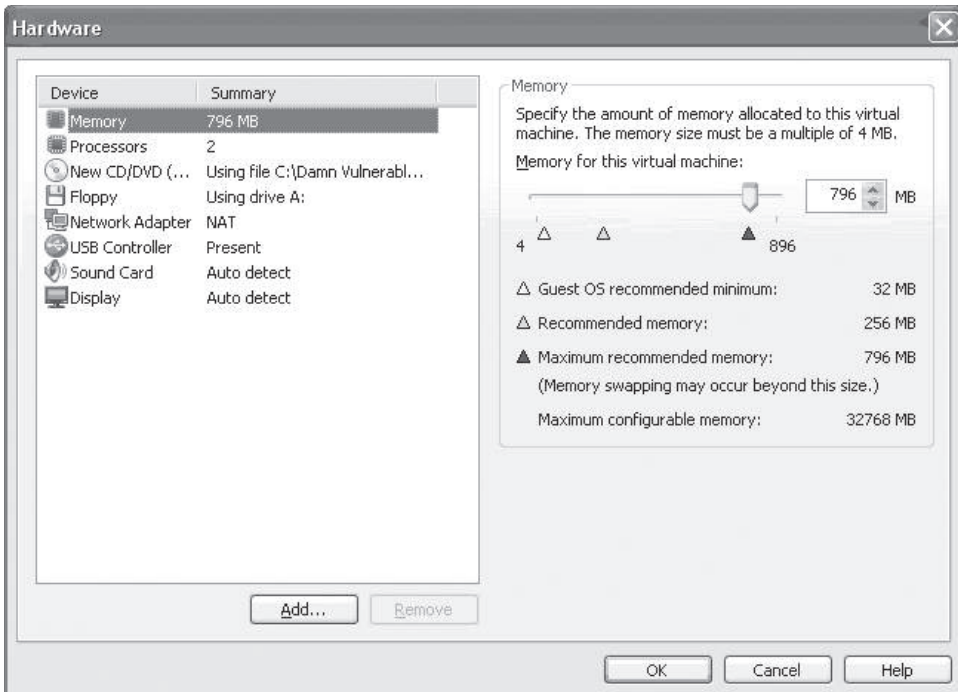 Hardware
Device Summary
Memory 796 MB
Processors 2
New CD/DVD (... Using file C:\Damn Vulnerabl...
Floppy Using drive A:
Network Adapter NAT
USB Controller Present
Sound Card Auto detect
Display Auto detect
Add...
Remove
Memory
Specify the amount of memory allocated to this virtual
machine. The memory size must be a multiple of 4 MB.
Memory for this virtual machine:
796 MB
4 896
Guest OS recommended minimum: 32 MB
Recommended memory: 256 MB
Maximum recommended memory: 796 MB
(Memory swapping may occur beyond this size.)
Maximum configurable memory: 32768 MB
OK
Cancel
Help